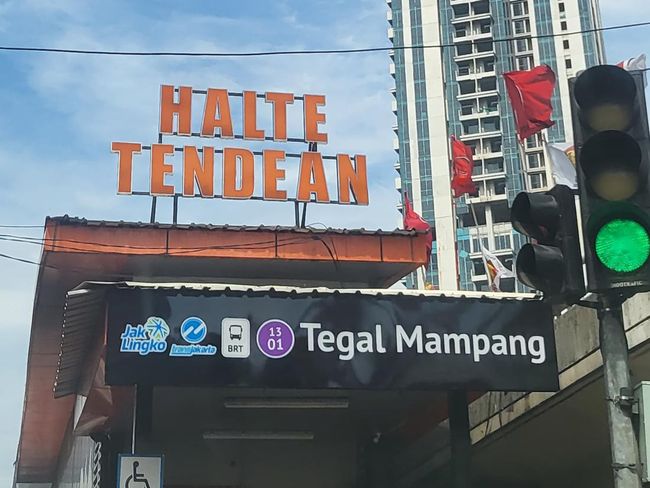 HALTE
TENDEAN
Jak
Lingko
transjakarta
BRT
13
01
Tegal Mampang